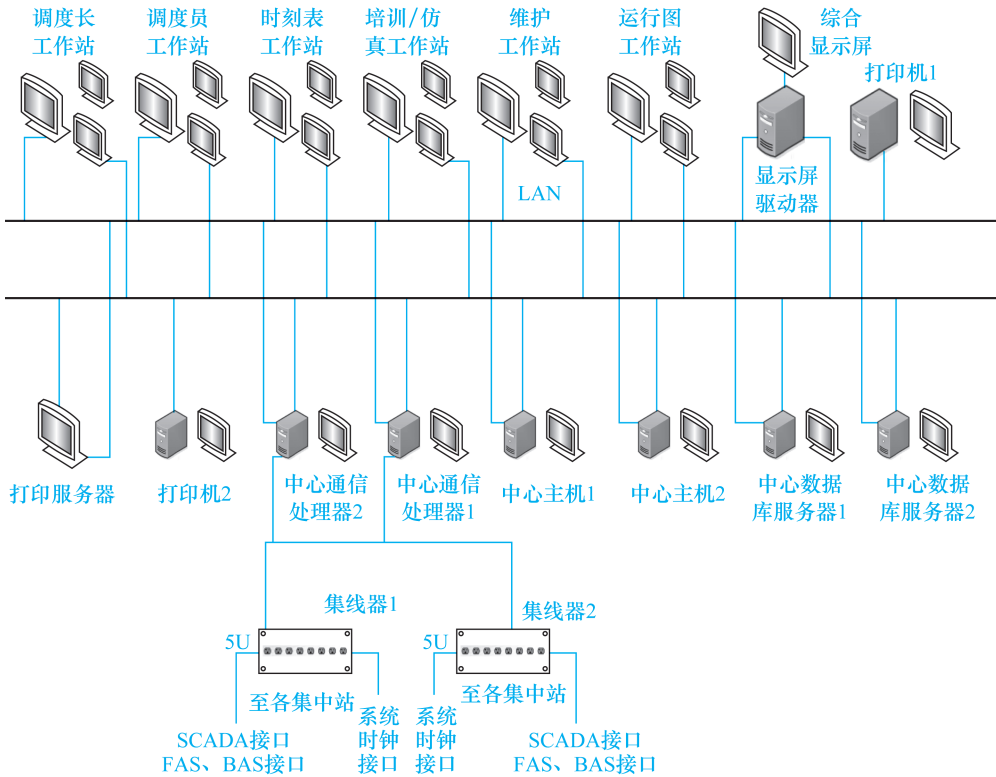 调度长
工作站
调度员
工作站
时刻表
工作站
培训/仿
真工作站
维护
工作站
运行图
工作站
综合
显示屏
打印机1
LAN
显示屏
驱动器
打印服务器
打印机2
中心通信
处理器2
中心通信
处理器1
中心主机1
中心主机2
中心数据
库服务器1
中心数据
库服务器2
集线器1
集线器2
5U
5U
至各集中站
至各集中站
SCADA接口
FAS、BAS接口
系统
时钟
接口
系统
时钟
接口
SCADA接口
FAS、BAS接口